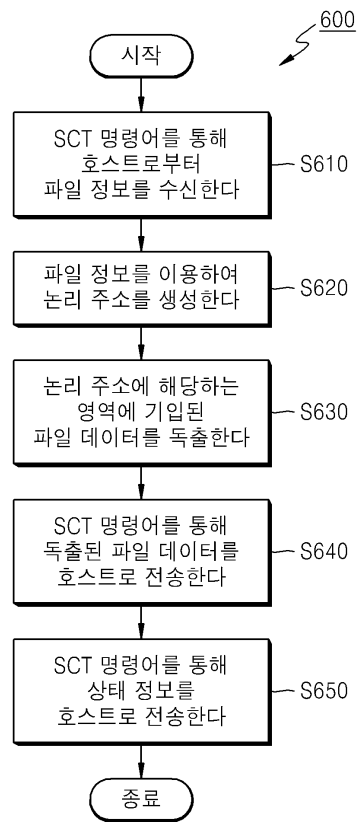 600
시작
SCT 명령어를 통해
호스트로부터
파일 정보를 수신한다
S610
파일 정보를 이용하여
논리 주소를 생성한다
S620
논리 주소에 해당하는
영역에 기입된
파일 데이터를 독출한다
S630
SCT 명령어를 통해
독출된 파일 데이터를
호스트로 전송한다
S640
SCT 명령어를 통해
상태 정보를
호스트로 전송한다
S650
종료